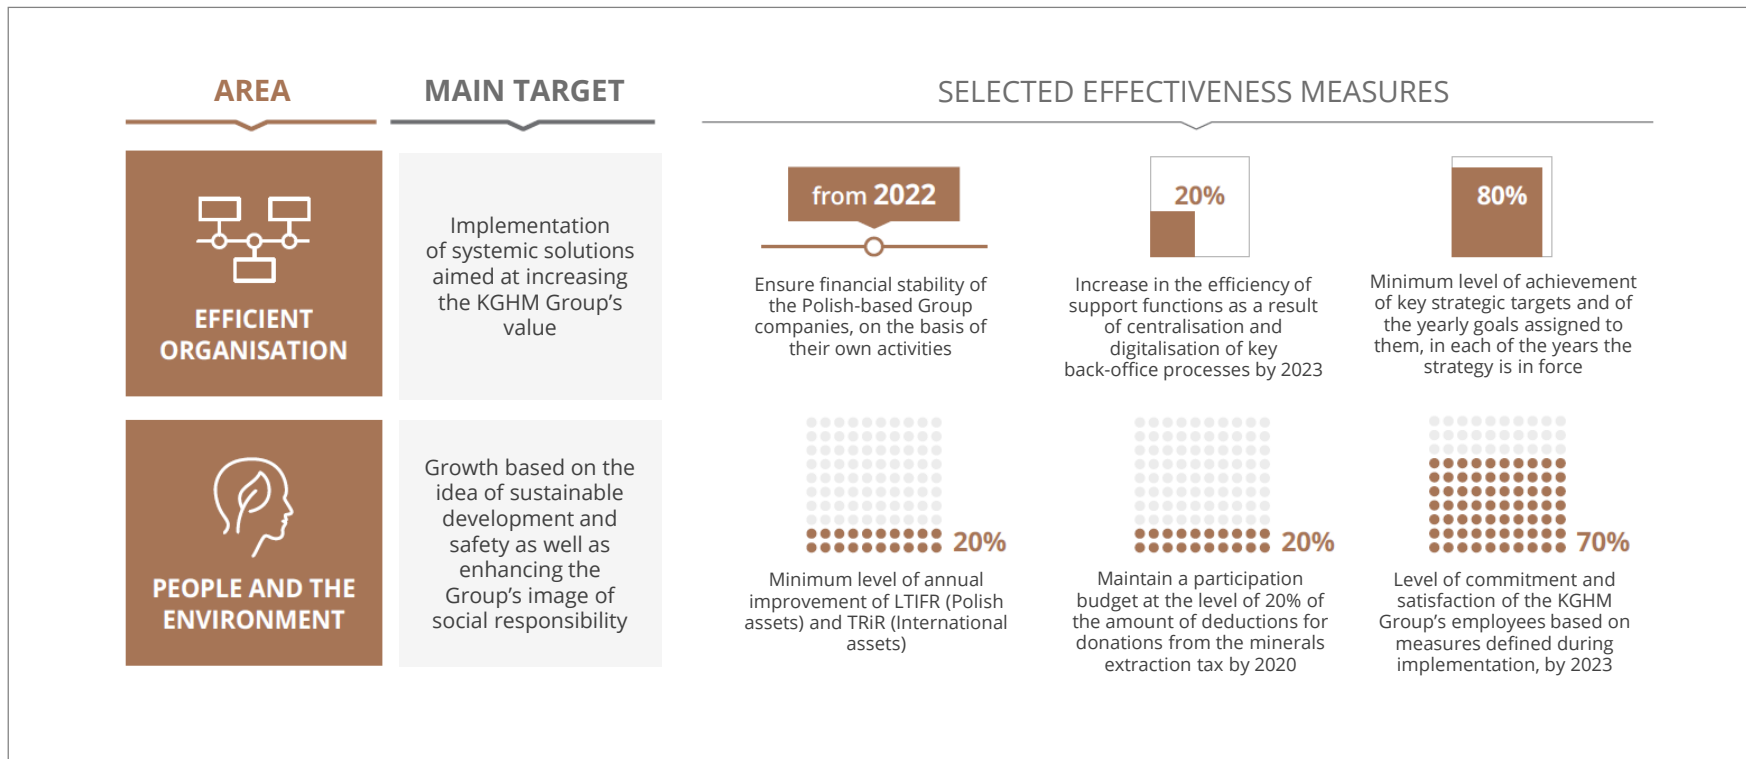 AREA
MAIN TARGET
SELECTED EFFECTIVENESS MEASURES
EFFICIENT
ORGANISATION
Implementation
of systemic solutions
aimed at increasing
the KGHM Group’s
value
from 2022
Ensure financial stability of
the Polish-based Group
companies, on the basis of
their own activities
20%
Increase in the efficiency of
support functions as a result
of centralisation and
digitalisation of key
back-office processes by 2023
80%
Minimum level of achievement
of key strategic targets and of
the yearly goals assigned to
them, in each of the years the
strategy is in force
PEOPLE AND THE
ENVIRONMENT
Growth based on the
idea of sustainable
development and
safety as well as
enhancing the
Group’s image of
social responsibility
20%
Minimum level of annual
improvement of LTIFR (Polish
assets) and TRiR (International
assets)
20%
Maintain a participation
budget at the level of 20% of
the amount of deductions for
donations from the minerals
extraction tax by 2020
70%
Level of commitment and
satisfaction of the KGHM
Group’s employees based on
measures defined during
implementation, by 2023